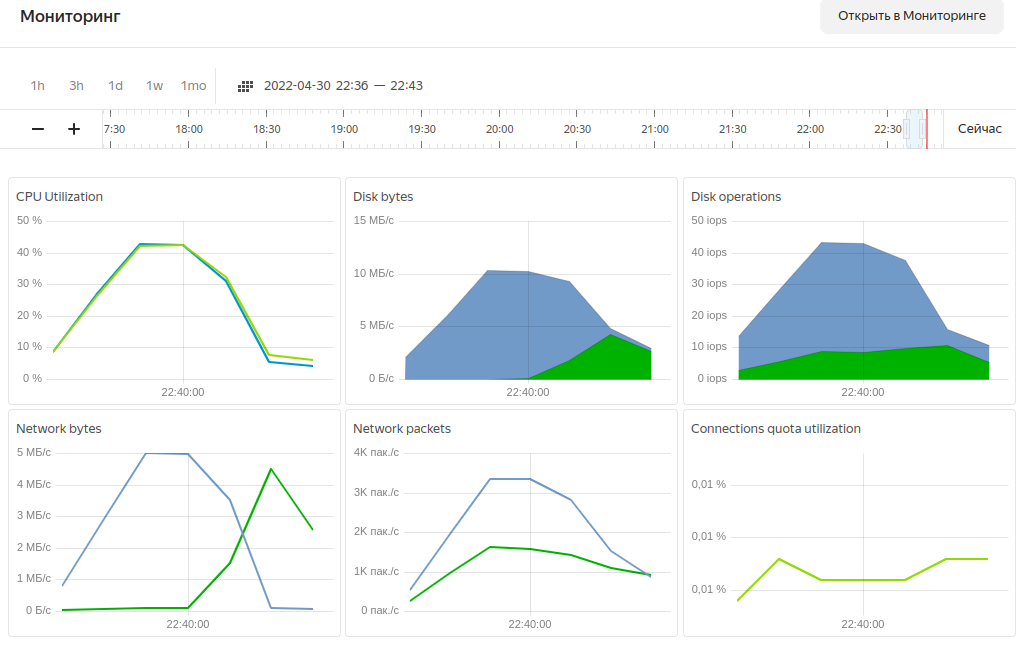 Мониторинг
Открыть в Мониторинге
1h 3h 1d 1w 1mo 2022-04-30 22:36 — 22:43
− + 7:30 18:00 18:30 19:00 19:30 20:00 20:30 21:00 21:30 22:00 22:30 Сейчас
CPU Utilization
50 %
40 %
30 %
20 %
10 %
0 %
22:40:00
Disk bytes
15 МБ/с
10 МБ/с
5 МБ/с
0 Б/с
22:40:00
Disk operations
50 iops
40 iops
30 iops
20 iops
10 iops
0 iops
22:40:00
Network bytes
5 МБ/с
4 МБ/с
3 МБ/с
2 МБ/с
1 МБ/с
0 Б/с
22:40:00
Network packets
4K пак./с
3K пак./с
2K пак./с
1K пак./с
0 пак./с
22:40:00
Connections quota utilization
0,01 %
0,01 %
0,01 %
22:40:00